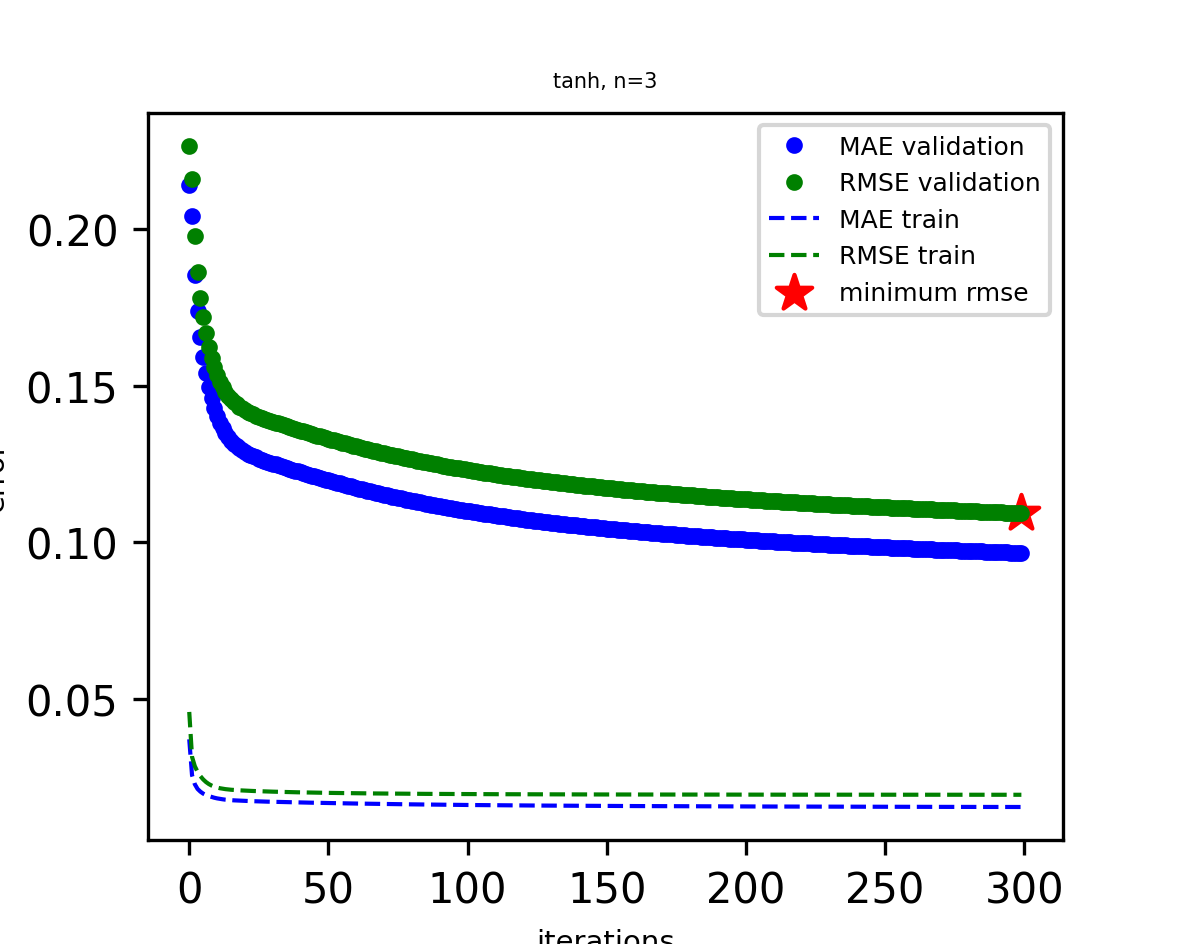 tanh, n=3
MAE validation
RMSE validation
MAE train
RMSE train
minimum rmse
0.20
0.15
0.10
0.05
0 50 100 150 200 250 300
iterations